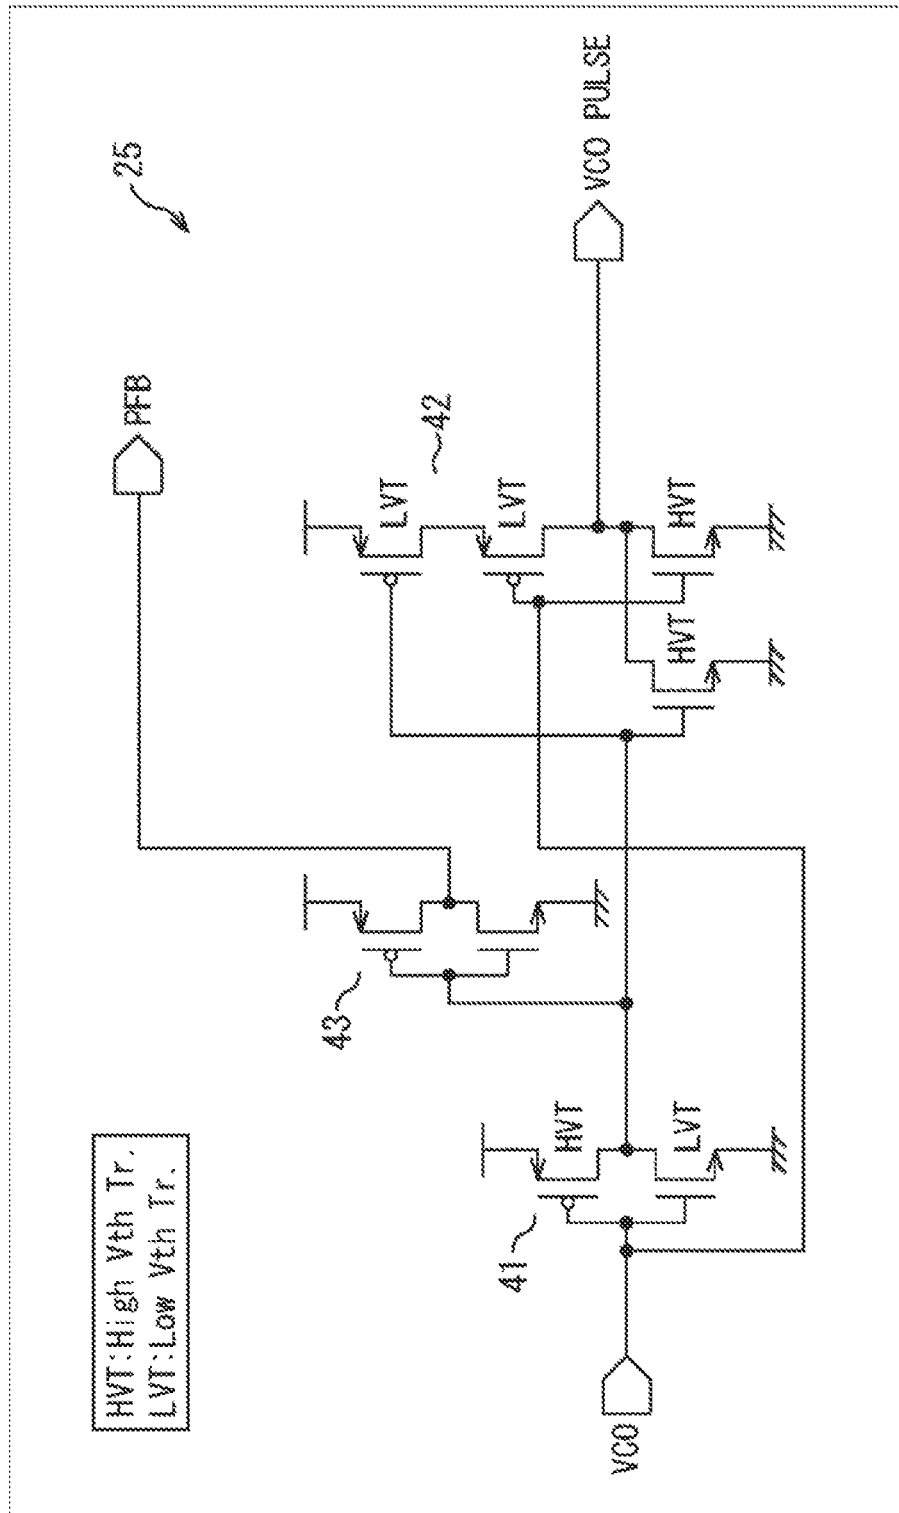 HVT:High Vth Tr.
LVT:Low Vth Tr.
25
PFB
43
42
LVT
LVT
HVT
HVT
VCO PULSE
41
HVT
LVT
VCO